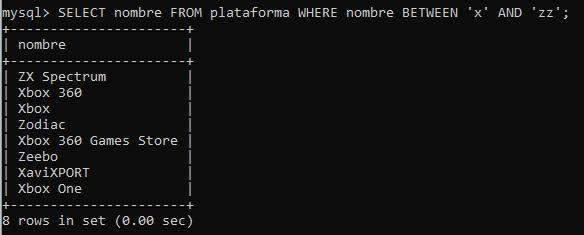 mysql> SELECT nombre FROM plataforma WHERE nombre BETWEEN 'x' AND 'zz';
+----------------------+
| nombre               |
+----------------------+
| ZX Spectrum          |
| Xbox 360             |
| Xbox                 |
| Zodiac               |
| Xbox 360 Games Store |
| Zeebo                |
| XaviXPORT            |
| Xbox One             |
+----------------------+
8 rows in set (0.00 sec)